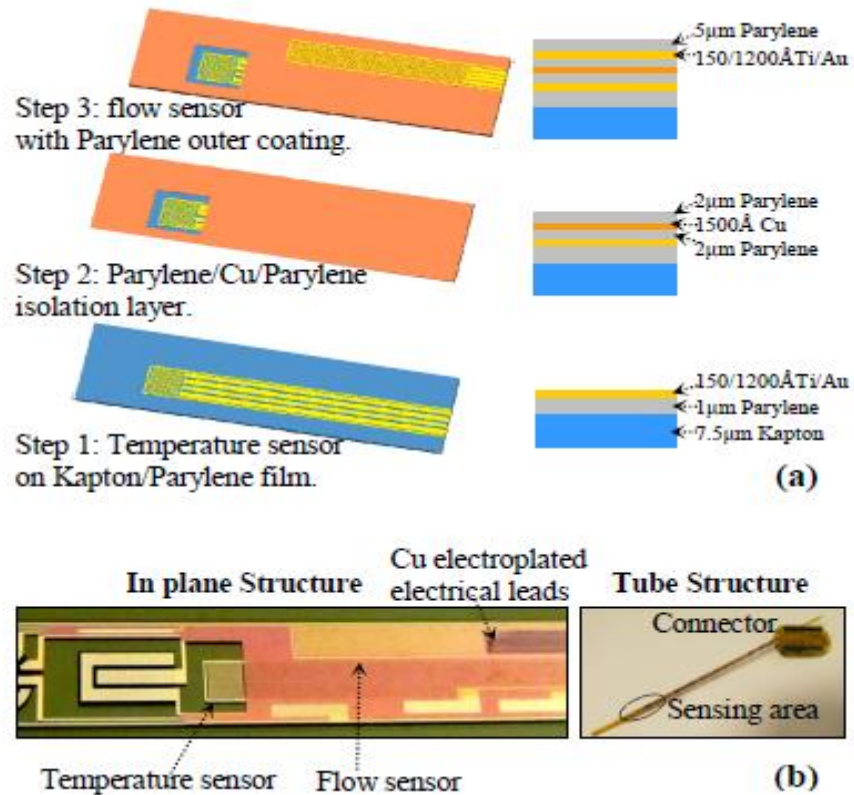 5μm Parylene
150/1200ÅTi/Au
Step 3: flow sensor
with Parylene outer coating.
2μm Parylene
1500Å Cu
2μm Parylene
Step 2: Parylene/Cu/Parylene
isolation layer.
150/1200ÅTi/Au
1μm Parylene
7.5μm Kapton
Step 1: Temperature sensor
on Kapton/Parylene film.
(a)
Cu electroplated
electrical leads
In plane Structure
Tube Structure
Connector
Sensing area
Temperature sensor
Flow sensor
(b)